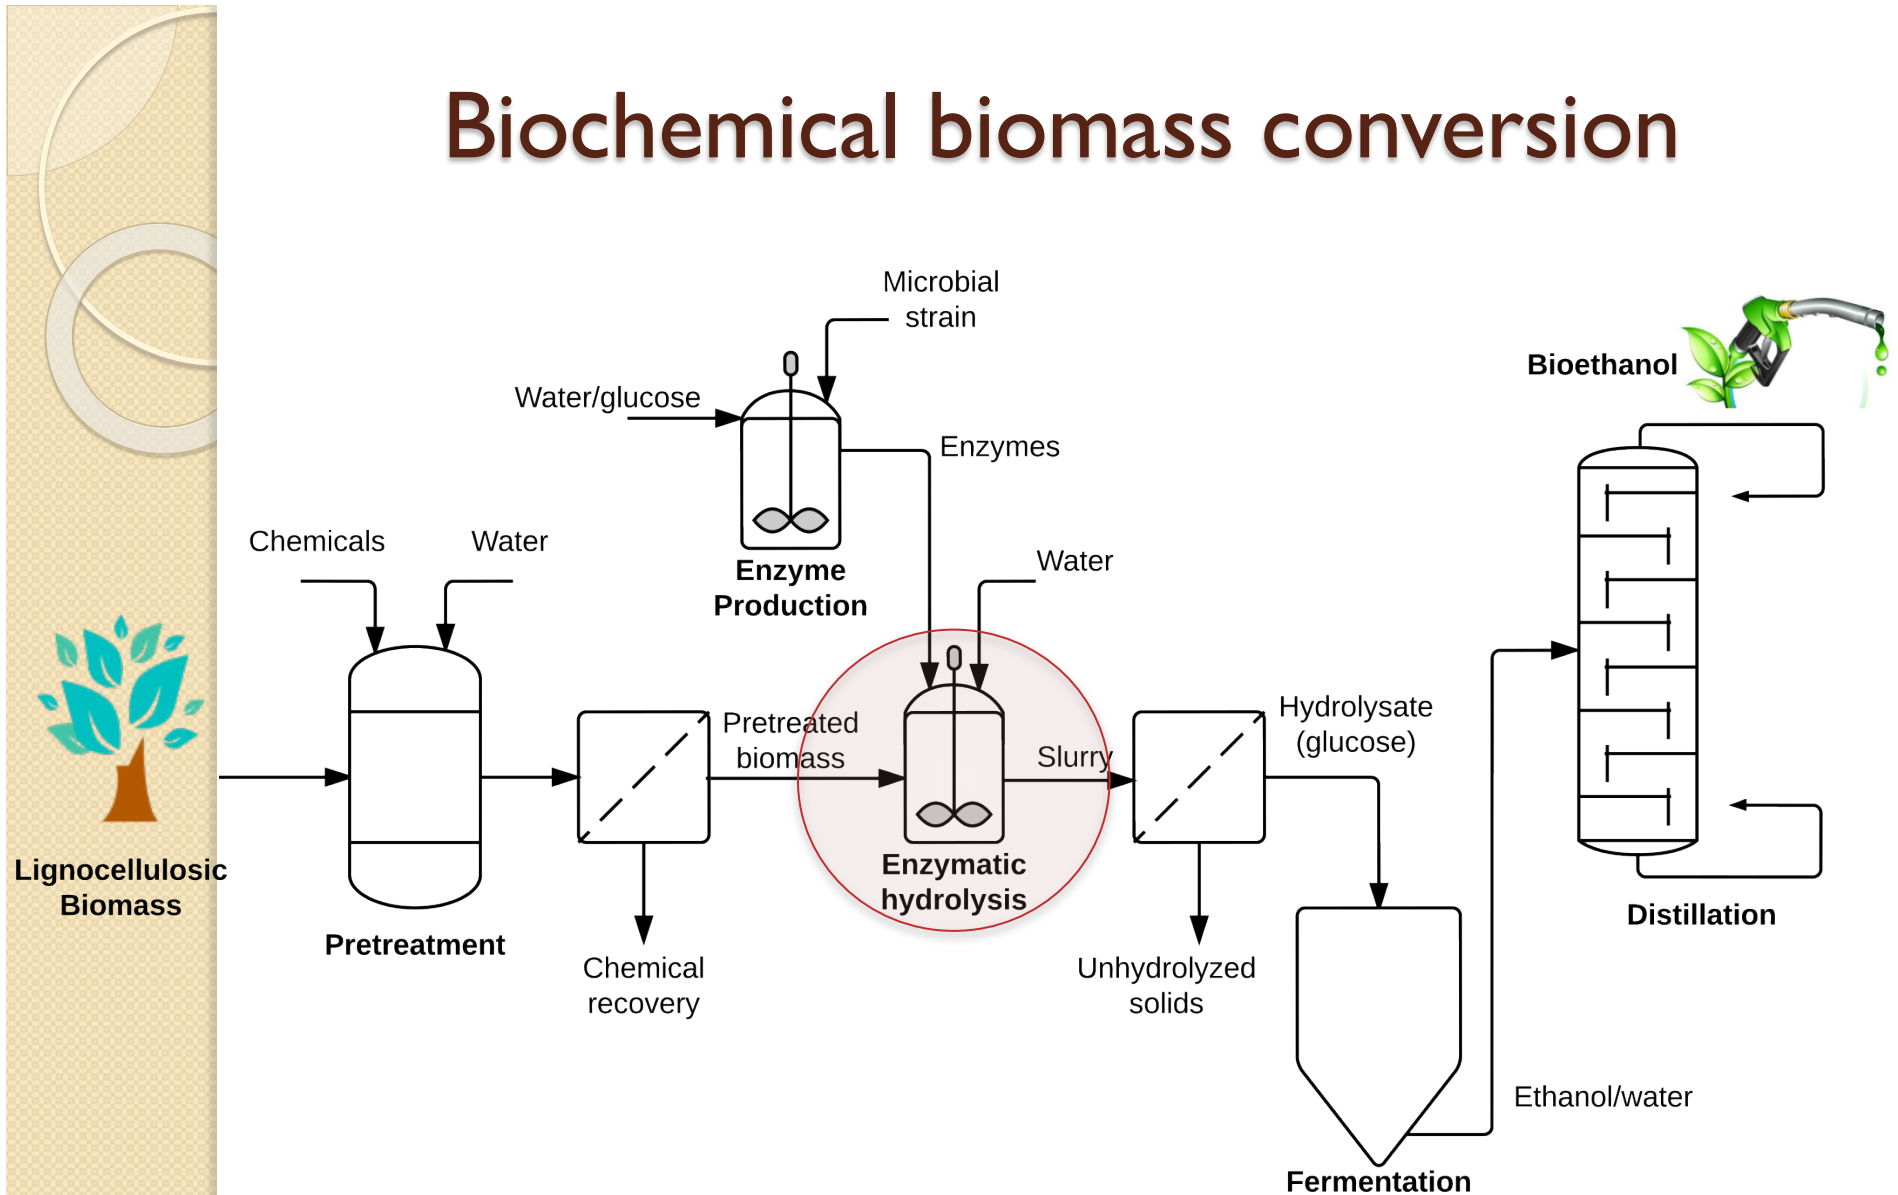 Biochemical biomass conversion
Microbial
strain
Bioethanol
Water/glucose
Enzymes
Chemicals
Water
Enzyme
Production
Water
Pretreated
biomass
Slurry
Hydrolysate
(glucose)
Lignocellulosic
Biomass
Enzymatic
hydrolysis
Distillation
Pretreatment
Chemical
recovery
Unhydrolyzed
solids
Ethanol/water
Fermentation